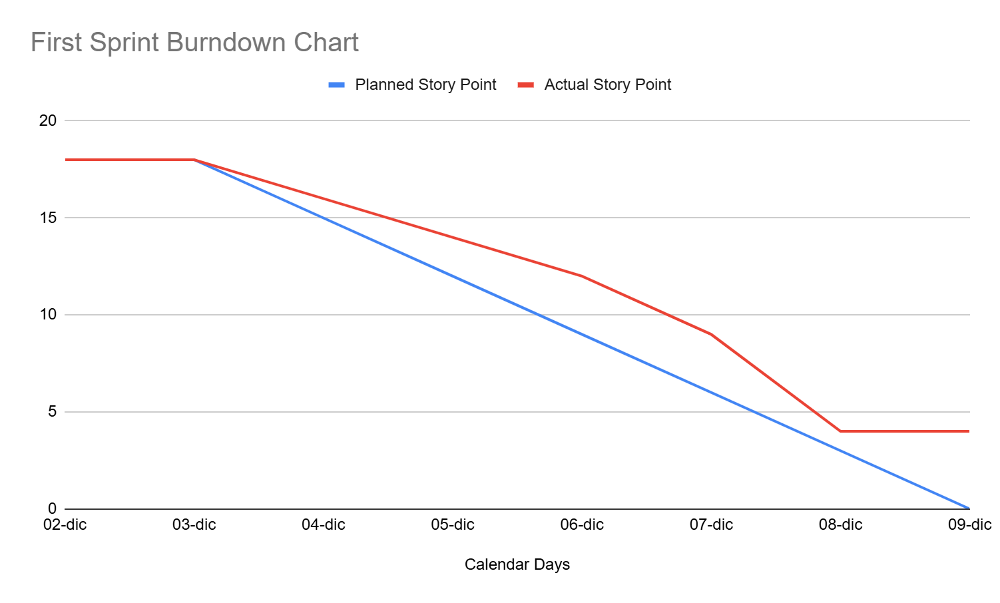 First Sprint Burndown Chart
Planned Story Point Actual Story Point
20
15
10
5
0
02-dic 03-dic 04-dic 05-dic 06-dic 07-dic 08-dic 09-dic
Calendar Days